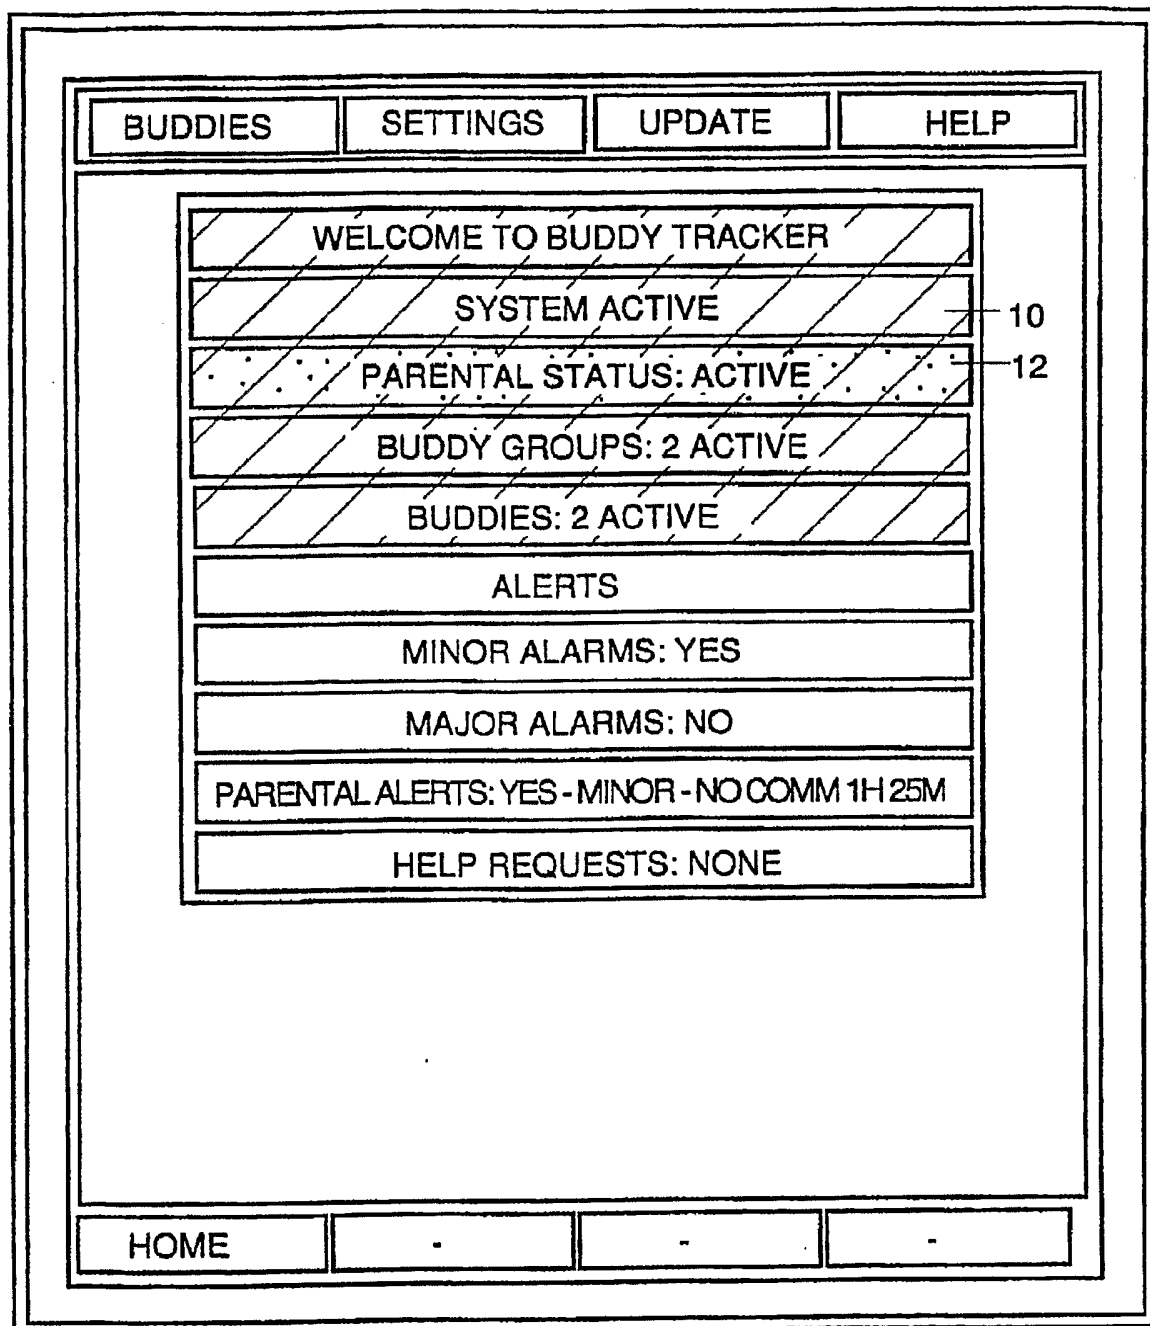 BUDDIES SETTINGS UPDATE HELP
WELCOME TO BUDDY TRACKER
SYSTEM ACTIVE
10
PARENTAL STATUS: ACTIVE
12
BUDDY GROUPS: 2 ACTIVE
BUDDIES: 2 ACTIVE
ALERTS
MINOR ALARMS: YES
MAJOR ALARMS: NO
PARENTAL ALERTS: YES - MINOR - NO COMM 1H 25M
HELP REQUESTS: NONE
HOME - - -